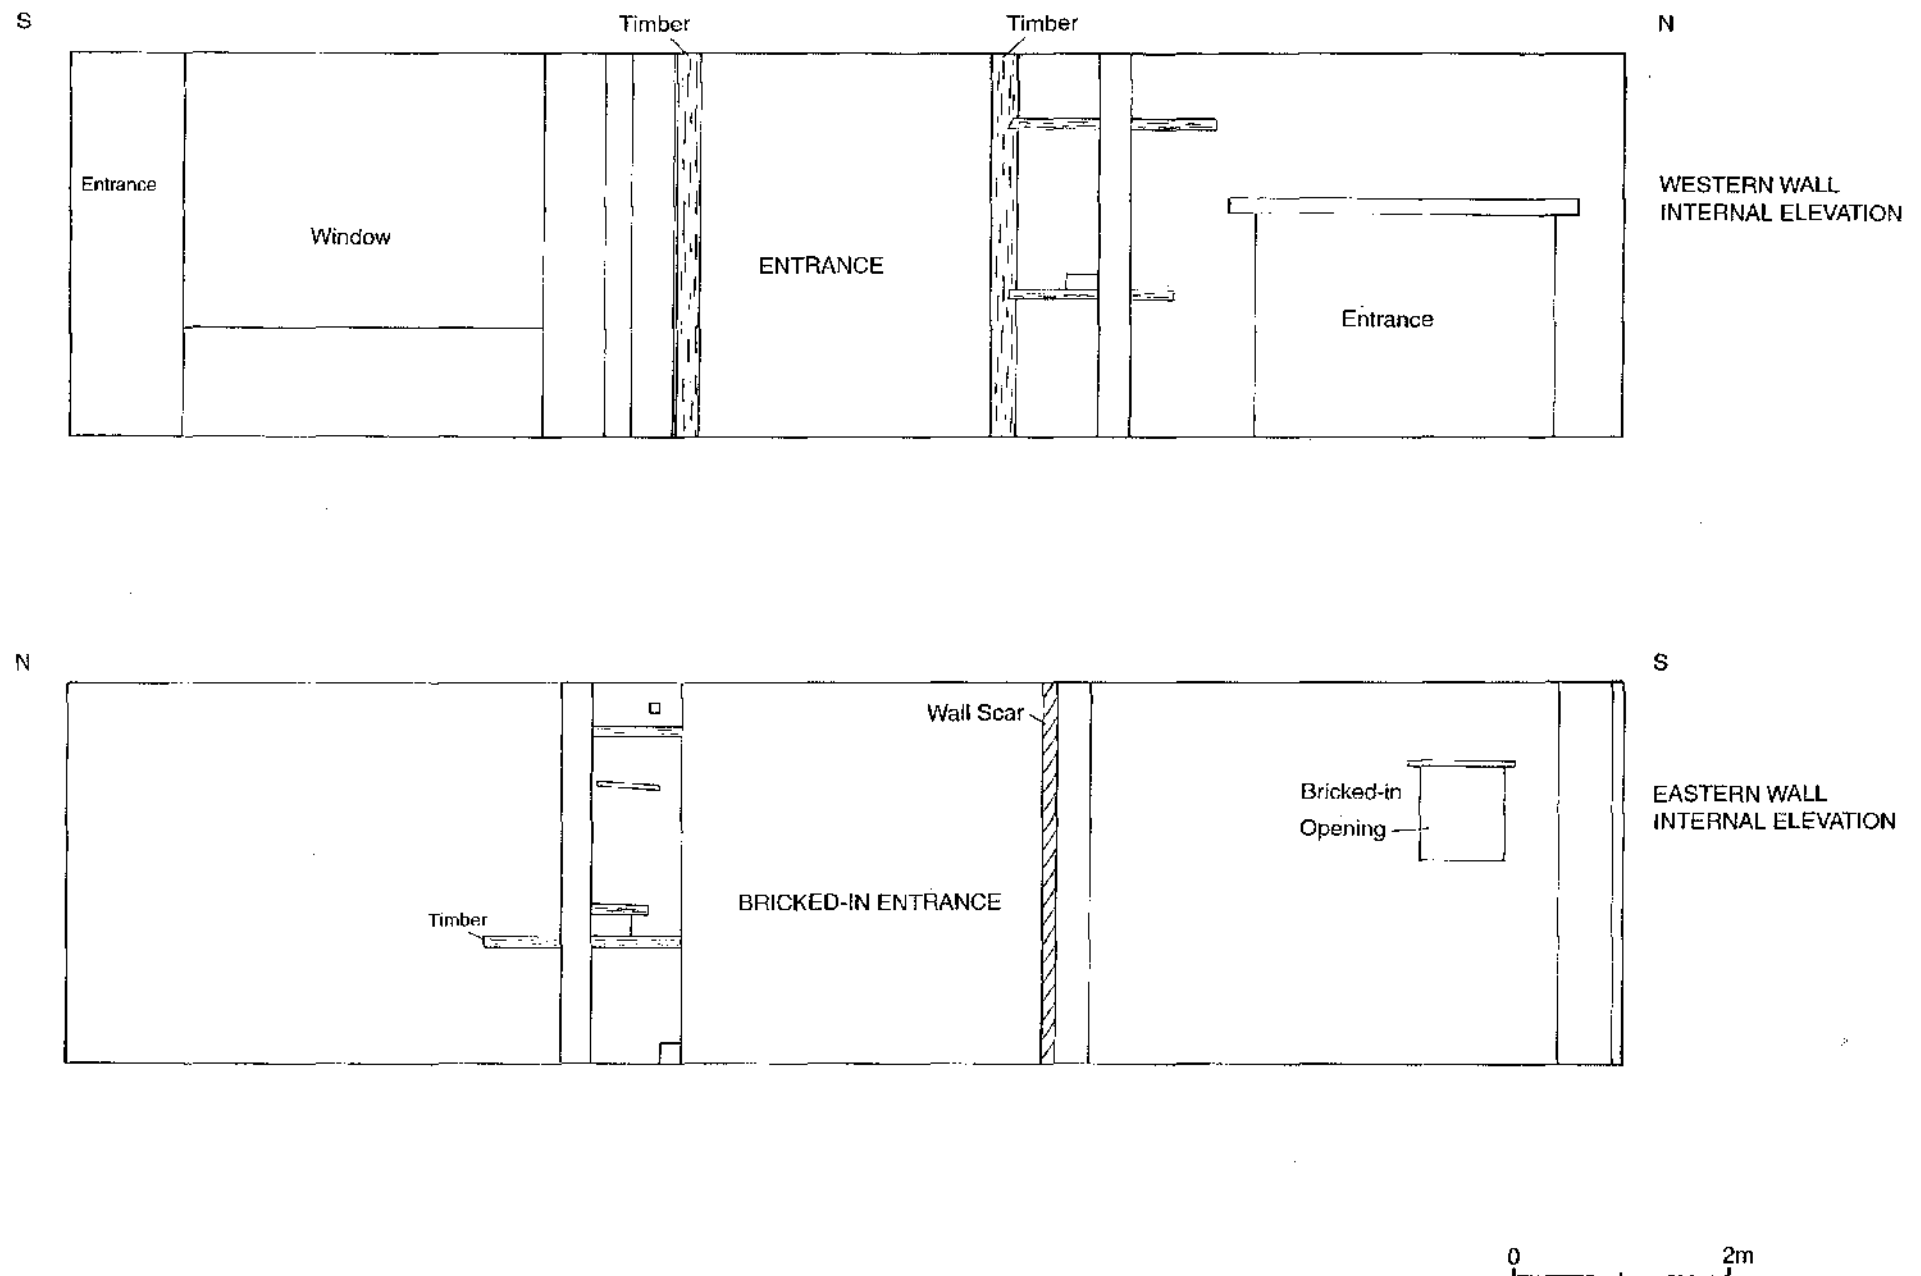 S
Timber
Timber
N
Entrance
Window
ENTRANCE
Entrance
WESTERN WALL
INTERNAL ELEVATION
N
S
Wall Scar
Bricked-in
Opening
BRICKED-IN ENTRANCE
Timber
EASTERN WALL
INTERNAL ELEVATION
0
2m